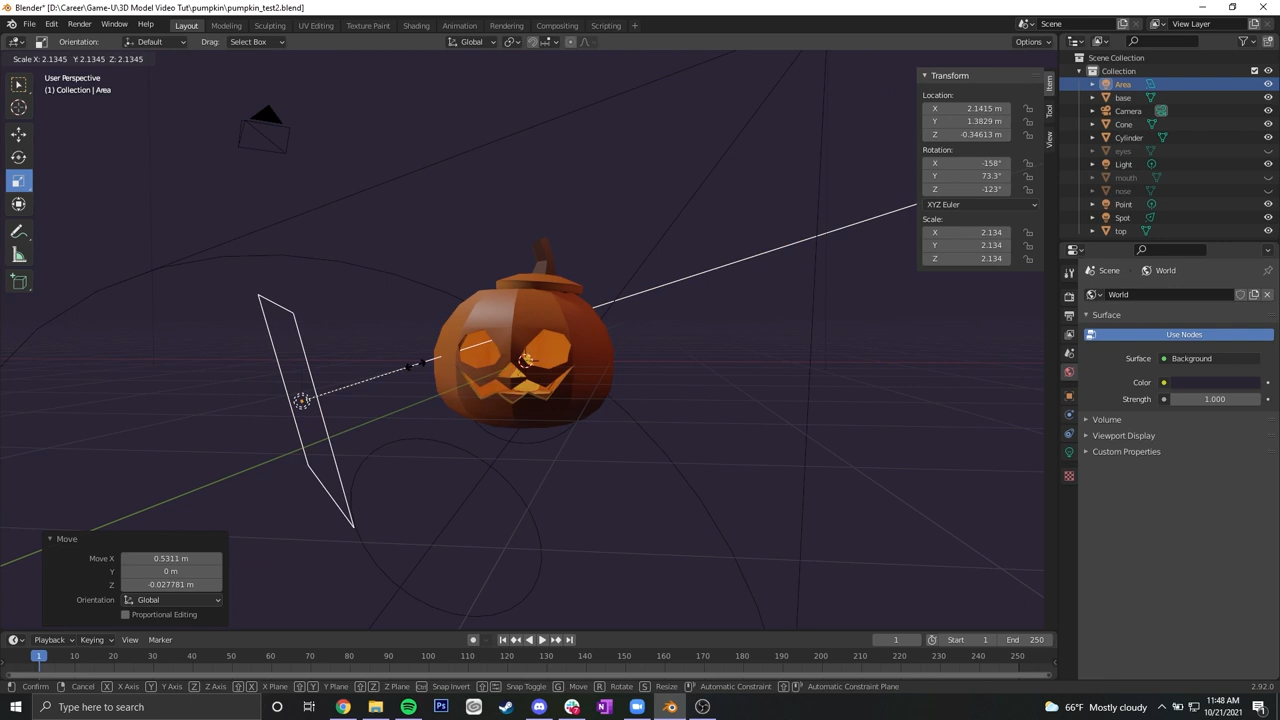 Blender* [D:\Career\Game-U\3D Model Video Tut\pumpkin\pumpkin_test2.blend]
File Edit Render Window Help Layout Modeling Sculpting UV Editing Texture Paint Shading Animation Rendering Compositing Scripting + Scene View Layer
Orientation: Default Drag: Select Box Global Options
Scale X: 2.1345 Y: 2.1345 Z: 2.1345
User Perspective
(1) Collection | Area
Transform
Location:
X 2.1415 m
Y 1.3829 m
Z -0.34613 m
Rotation:
X -158°
Y 73.3°
Z -123°
XYZ Euler
Scale:
X 2.134
Y 2.134
Z 2.134
Item
Tool
View
Scene Collection
Collection
Area
base
Camera
Cone
Cylinder
eyes
Light
mouth
nose
Point
Spot
top
Scene World
World
Surface
Use Nodes
Surface Background
Color
Strength 1.000
Volume
Viewport Display
Custom Properties
Move
Move X 0.5311 m
Y 0 m
Z -0.027781 m
Orientation Global
Proportional Editing
Playback Keying View Marker 1 Start 1 End 250
1 10 20 30 40 50 60 70 80 90 100 110 120 130 140 150 160 170 180 190 200 210 220 230 240 250
Confirm Cancel X X Axis Y Y Axis Z Z Axis X X Plane Y Y Plane Z Z Plane Ctrl Snap Invert Snap Toggle G Move R Rotate S Resize Automatic Constraint Automatic Constraint Plane 2.92.0
Type here to search 66°F Mostly cloudy 11:48 AM
10/21/2021